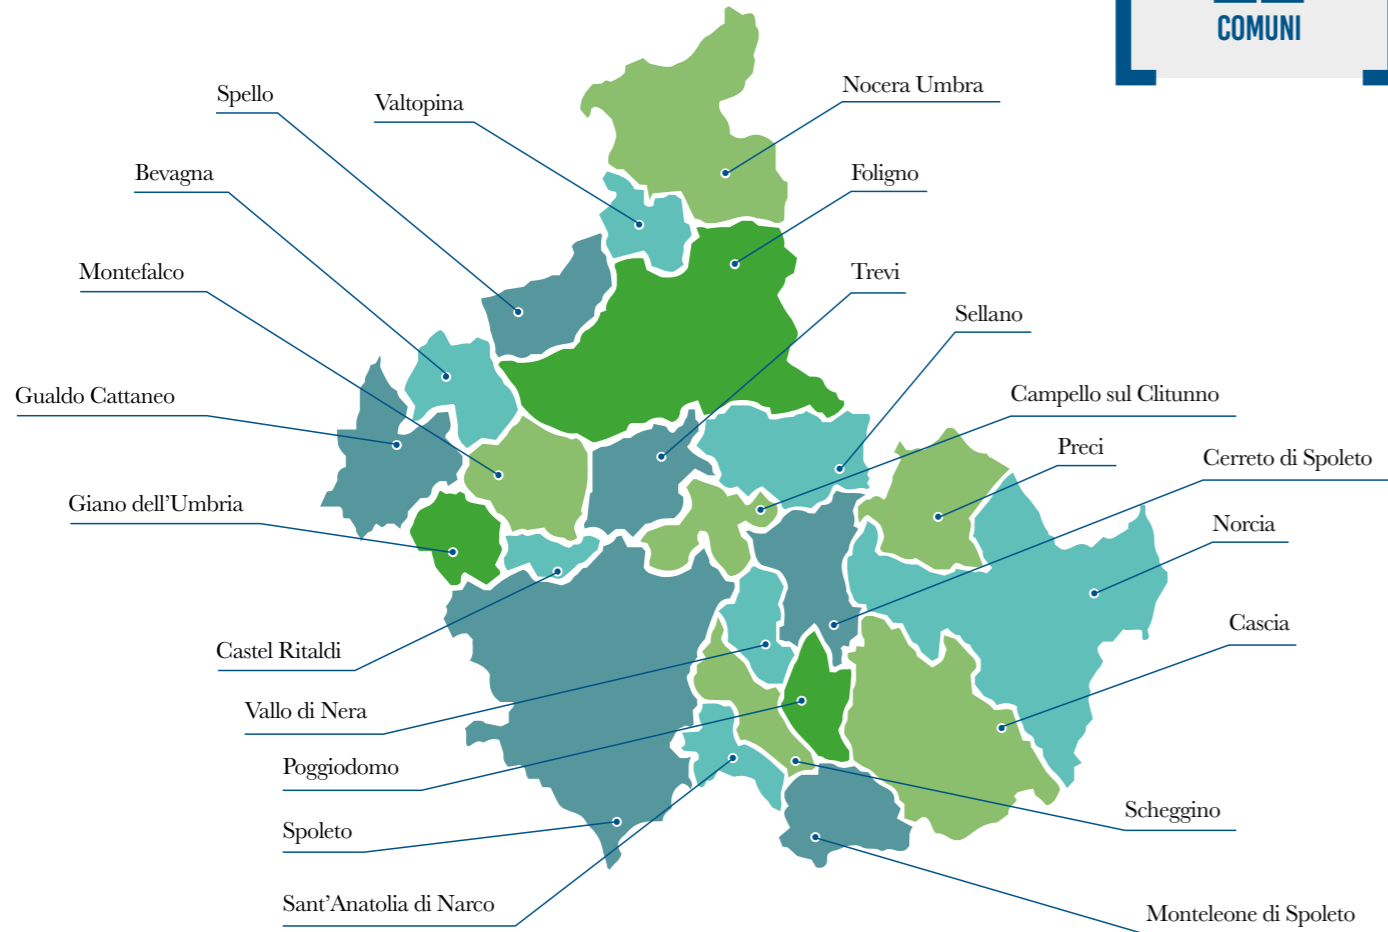 COMUNI
Nocera Umbra
Spello
Valtopina
Bevagna
Foligno
Montefalco
Trevi
Sellano
Gualdo Cattaneo
Campello sul Clitunno
Preci
Cerreto di Spoleto
Giano dell’Umbria
Norcia
Cascia
Castel Ritaldi
Vallo di Nera
Poggiodomo
Scheggino
Spoleto
Sant’Anatolia di Narco
Monteleone di Spoleto